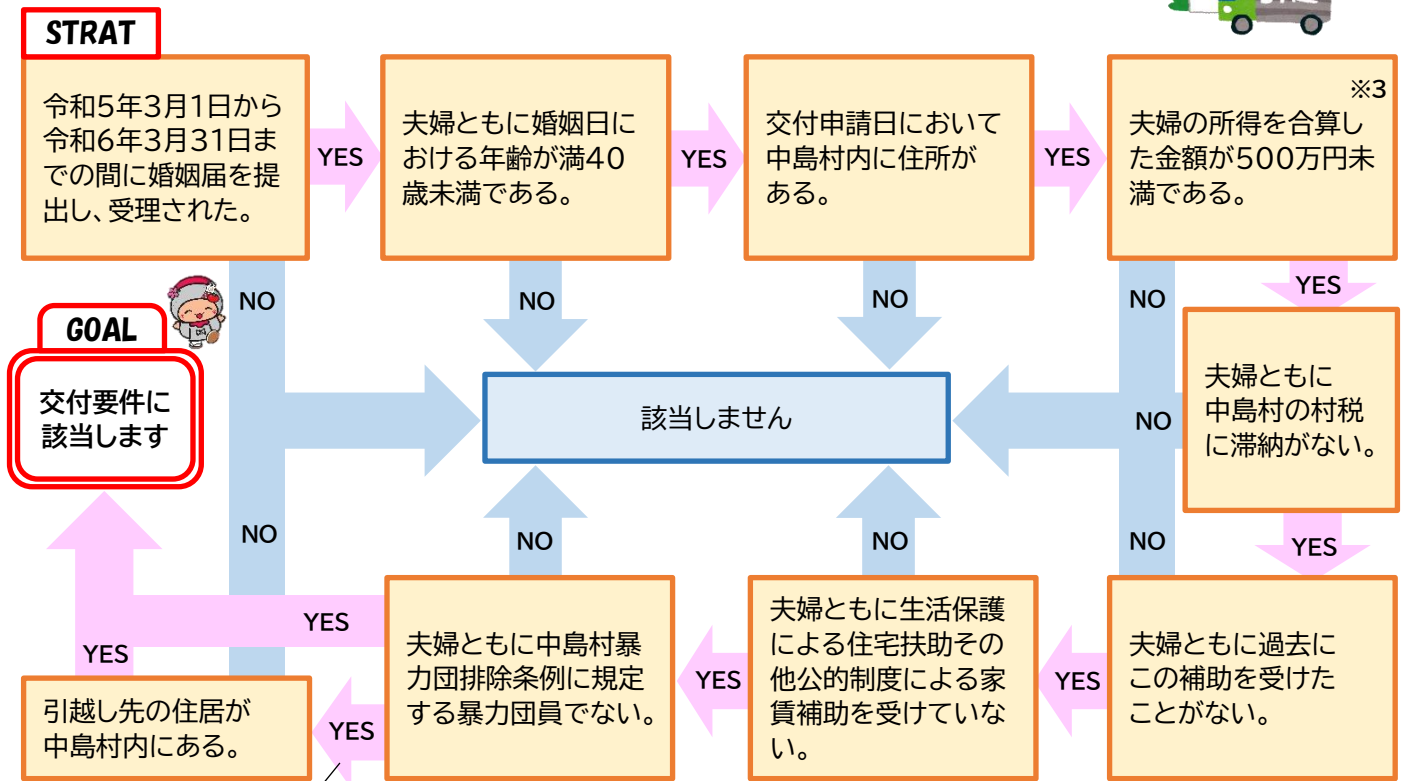 STRAT
令和5年3月1日から
令和6年3月31日ま
での間に婚姻届を提
出し、受理された。
YES
夫婦ともに婚姻日に
おける年齢が満40
歳未満である。
YES
交付申請日において
中島村内に住所が
ある。
YES
※3
夫婦の所得を合算し
た金額が500万円未
満である。
NO
NO
NO
NO
YES
GOAL
交付要件に
該当します
該当しません
夫婦ともに
中島村の村税
に滞納がない。
NO
NO
NO
NO
NO
YES
夫婦ともに過去に
この補助を受けた
ことがない。
YES
夫婦ともに生活保護
による住宅扶助その
他公的制度による家
賃補助を受けていな
い。
YES
夫婦ともに中島村暴
力団排除条例に規定
する暴力団員でない。
YES
YES
引越し先の住居が
中島村内にある。
YES